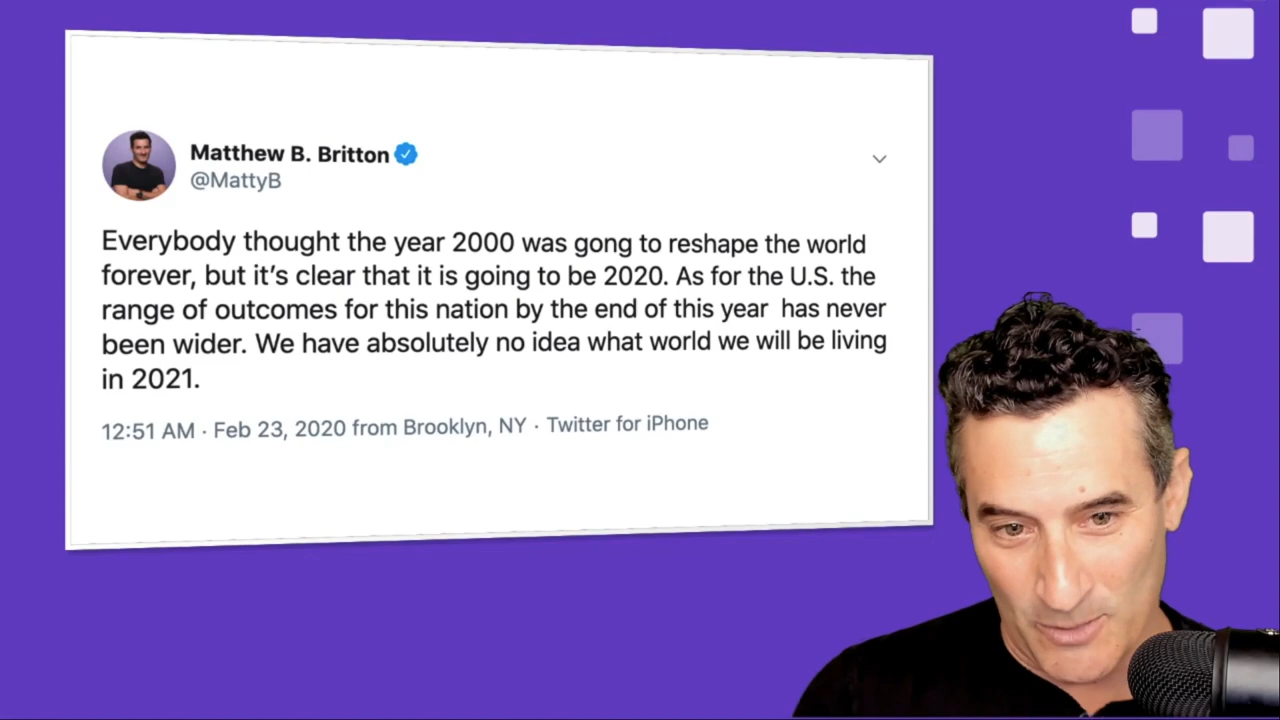 Matthew B. Britton
@MattyB
Everybody thought the year 2000 was gong to reshape the world
forever, but it’s clear that it is going to be 2020. As for the U.S. the
range of outcomes for this nation by the end of this year  has never
been wider. We have absolutely no idea what world we will be living
in 2021.
12:51 AM · Feb 23, 2020 from Brooklyn, NY · Twitter for iPhone